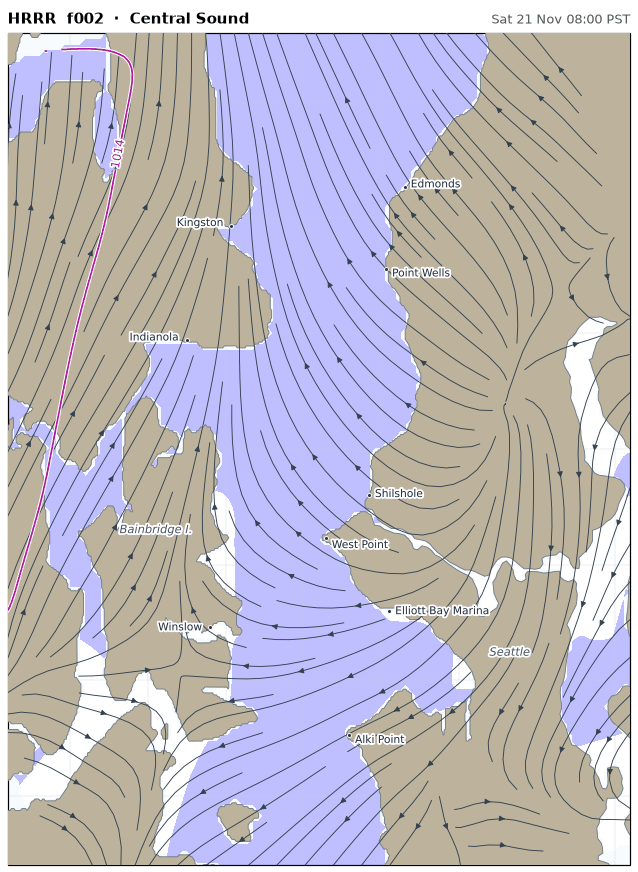 HRRR f002 · Central Sound
Sat 21 Nov 08:00 PST
1014
Edmonds
Kingston
Point Wells
Indianola
Shilshole
Bainbridge I.
West Point
Elliott Bay Marina
Winslow
Seattle
Alki Point